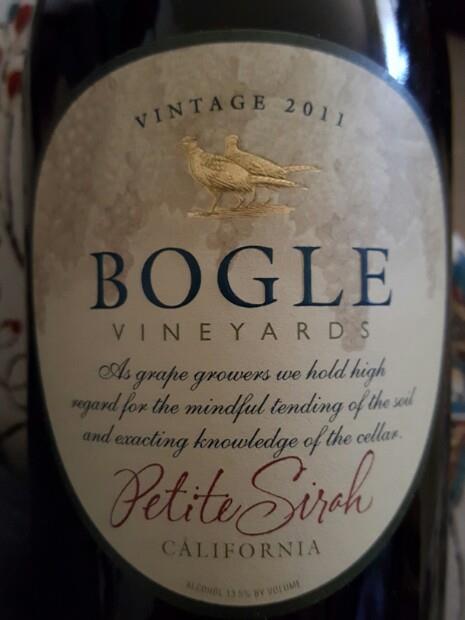 VINTAGE 2011
BOGLE
VINEYARDS
As grape growers we hold high
regard for the mindful tending of the soil
and exacting knowledge of the cellar.
Petite Sirah
CALIFORNIA
ALCOHOL 13.5% BY VOLUME